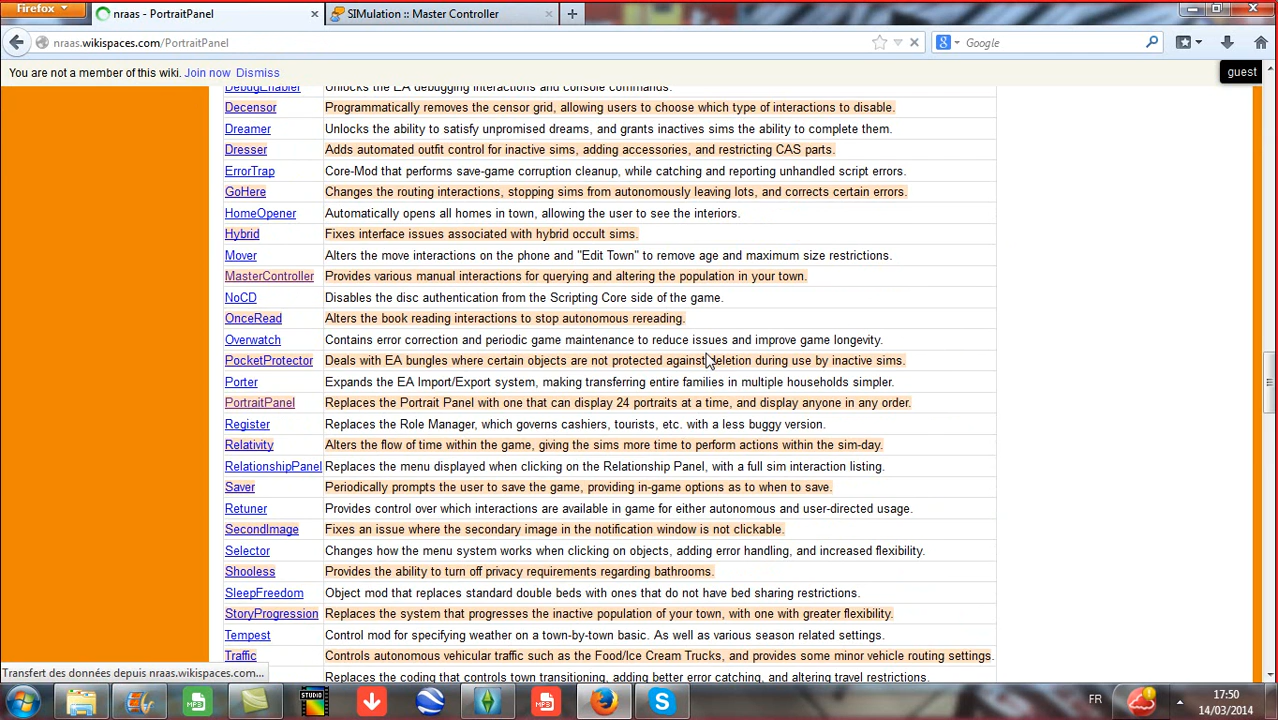 Firefox
nraas - PortraitPanel
SIMulation :: Master Controller
nraas.wikispaces.com/PortraitPanel
Google
You are not a member of this wiki. Join now Dismiss
guest
DebugEnabler Unlocks the EA debugging interactions and console commands.
Decensor Programmatically removes the censor grid, allowing users to choose which type of interactions to disable.
Dreamer Unlocks the ability to satisfy unpromised dreams, and grants inactives sims the ability to complete them.
Dresser Adds automated outfit control for inactive sims, adding accessories, and restricting CAS parts.
ErrorTrap Core-Mod that performs save-game corruption cleanup, while catching and reporting unhandled script errors.
GoHere Changes the routing interactions, stopping sims from autonomously leaving lots, and corrects certain errors.
HomeOpener Automatically opens all homes in town, allowing the user to see the interiors.
Hybrid Fixes interface issues associated with hybrid occult sims.
Mover Alters the move interactions on the phone and "Edit Town" to remove age and maximum size restrictions.
MasterController Provides various manual interactions for querying and altering the population in your town.
NoCD Disables the disc authentication from the Scripting Core side of the game.
OnceRead Alters the book reading interactions to stop autonomous rereading.
Overwatch Contains error correction and periodic game maintenance to reduce issues and improve game longevity.
PocketProtector Deals with EA bungles where certain objects are not protected against deletion during use by inactive sims.
Porter Expands the EA Import/Export system, making transferring entire families in multiple households simpler.
PortraitPanel Replaces the Portrait Panel with one that can display 24 portraits at a time, and display anyone in any order.
Register Replaces the Role Manager, which governs cashiers, tourists, etc. with a less buggy version.
Relativity Alters the flow of time within the game, giving the sims more time to perform actions within the sim-day.
RelationshipPanel Replaces the menu displayed when clicking on the Relationship Panel, with a full sim interaction listing.
Saver Periodically prompts the user to save the game, providing in-game options as to when to save.
Retuner Provides control over which interactions are available in game for either autonomous and user-directed usage.
SecondImage Fixes an issue where the secondary image in the notification window is not clickable.
Selector Changes how the menu system works when clicking on objects, adding error handling, and increased flexibility.
Shooless Provides the ability to turn off privacy requirements regarding bathrooms.
SleepFreedom Object mod that replaces standard double beds with ones that do not have bed sharing restrictions.
StoryProgression Replaces the system that progresses the inactive population of your town, with one with greater flexibility.
Tempest Control mod for specifying weather on a town-by-town basic. As well as various season related settings.
Traffic Controls autonomous vehicular traffic such as the Food/Ice Cream Trucks, and provides some minor vehicle routing settings.
Replaces the coding that controls town transitioning, adding better error catching, and altering travel restrictions.
Transfert des données depuis nraas.wikispaces.com...
MP3
STUDIO
MP3
FR
17:50
14/03/2014